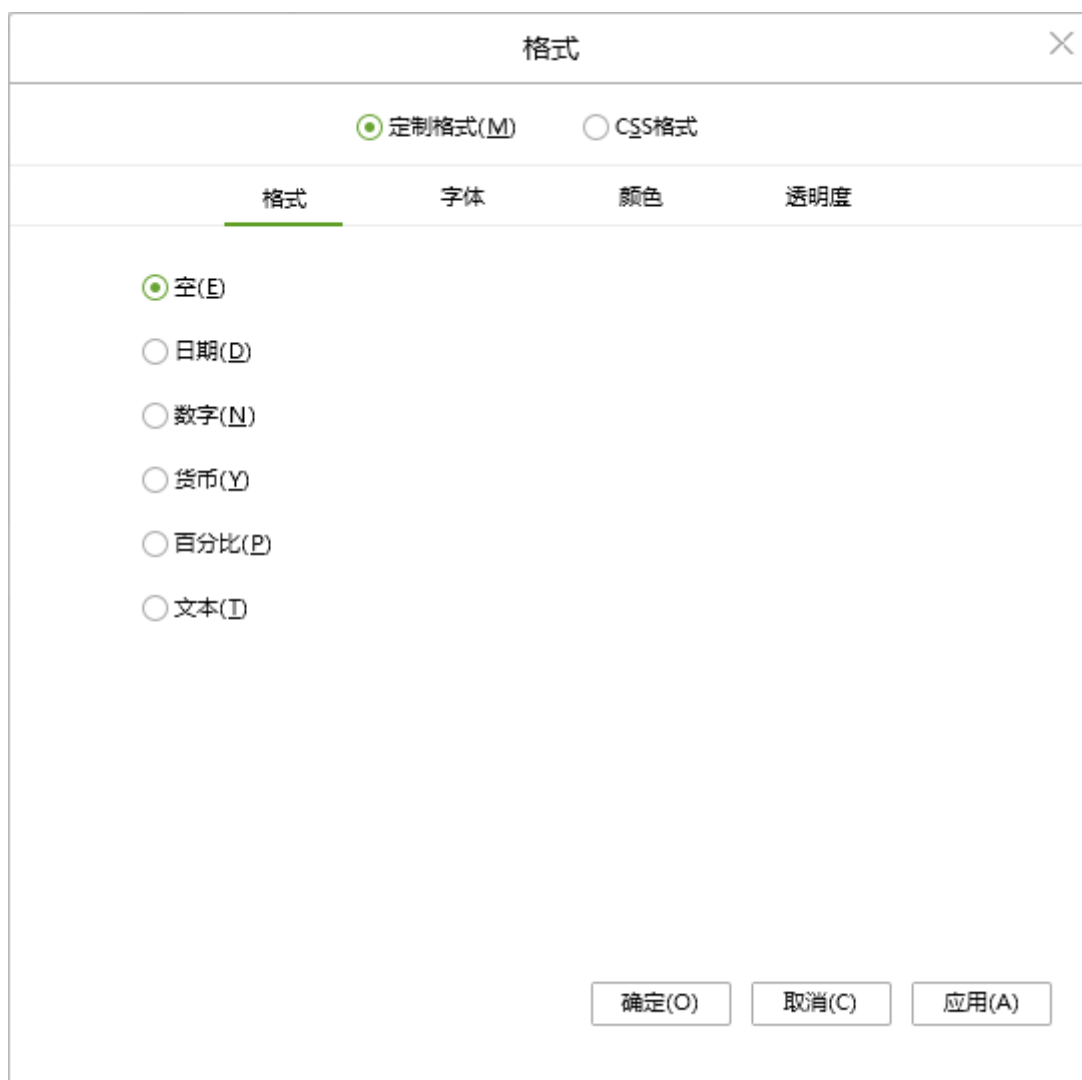 格式
定制格式(M) CSS格式
格式 字体 颜色 透明度
空(E)
日期(D)
数字(N)
货币(Y)
百分比(P)
文本(T)
确定(O) 取消(C) 应用(A)